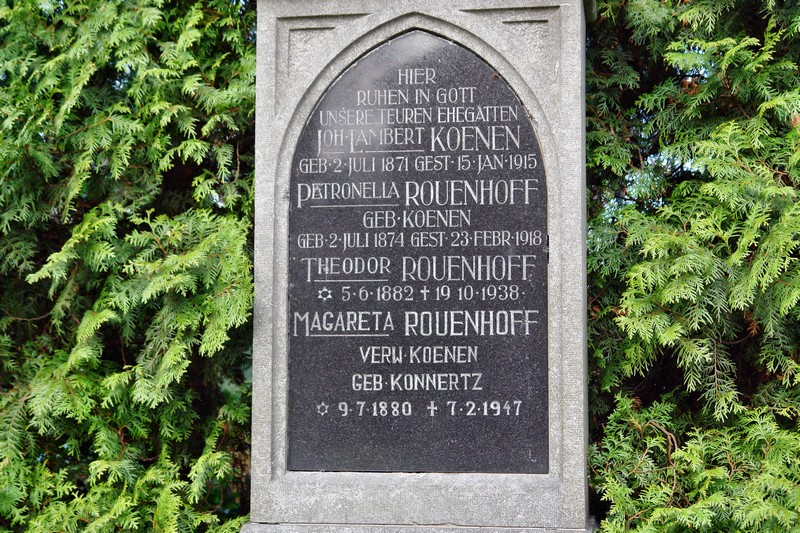 HIER
RUHEN IN GOTT
UNSERE TEUREN EHEGATTEN
JOH·LAMBERT KOENEN
GEB·2·JULI 1871 GEST·15·JAN·1915
PETRONELLA ROUENHOFF
GEB·KOENEN
GEB·2·JULI 1874 GEST·23·FEBR·1918
THEODOR ROUENHOFF
✡ 5·6·1882 ✝ 19·10·1938·
MAGARETA ROUENHOFF
VERW·KOENEN
GEB·KONNERTZ
✡ 9·7·1880 ✝ 7·2·1947